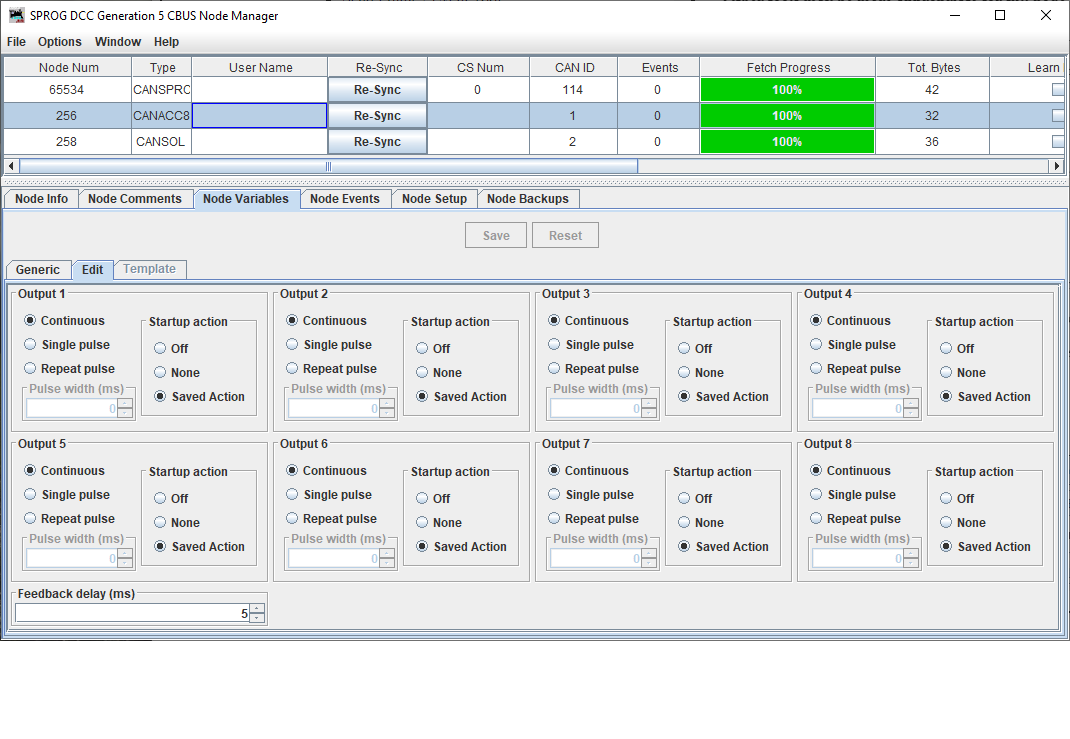 SPROG DCC Generation 5 CBUS Node Manager
File Options Window Help
Node Num Type User Name Re-Sync CS Num CAN ID Events Fetch Progress Tot. Bytes Learn
65534 CANSPRC Re-Sync 0 114 0 100% 42
256 CANACC8 Re-Sync 1 0 100% 32
258 CANSOL Re-Sync 2 0 100% 36
Node Info Node Comments Node Variables Node Events Node Setup Node Backups
Save Reset
Generic Edit Template
Output 1 Output 2 Output 3 Output 4
Continuous Startup action Continuous Startup action Continuous Startup action Continuous Startup action
Single pulse Off Single pulse Off Single pulse Off Single pulse Off
Repeat pulse None Repeat pulse None Repeat pulse None Repeat pulse None
Pulse width (ms) Saved Action Pulse width (ms) Saved Action Pulse width (ms) Saved Action Pulse width (ms) Saved Action
0 0 0 0
Output 5 Output 6 Output 7 Output 8
Continuous Startup action Continuous Startup action Continuous Startup action Continuous Startup action
Single pulse Off Single pulse Off Single pulse Off Single pulse Off
Repeat pulse None Repeat pulse None Repeat pulse None Repeat pulse None
Pulse width (ms) Saved Action Pulse width (ms) Saved Action Pulse width (ms) Saved Action Pulse width (ms) Saved Action
0 0 0 0
Feedback delay (ms)
5